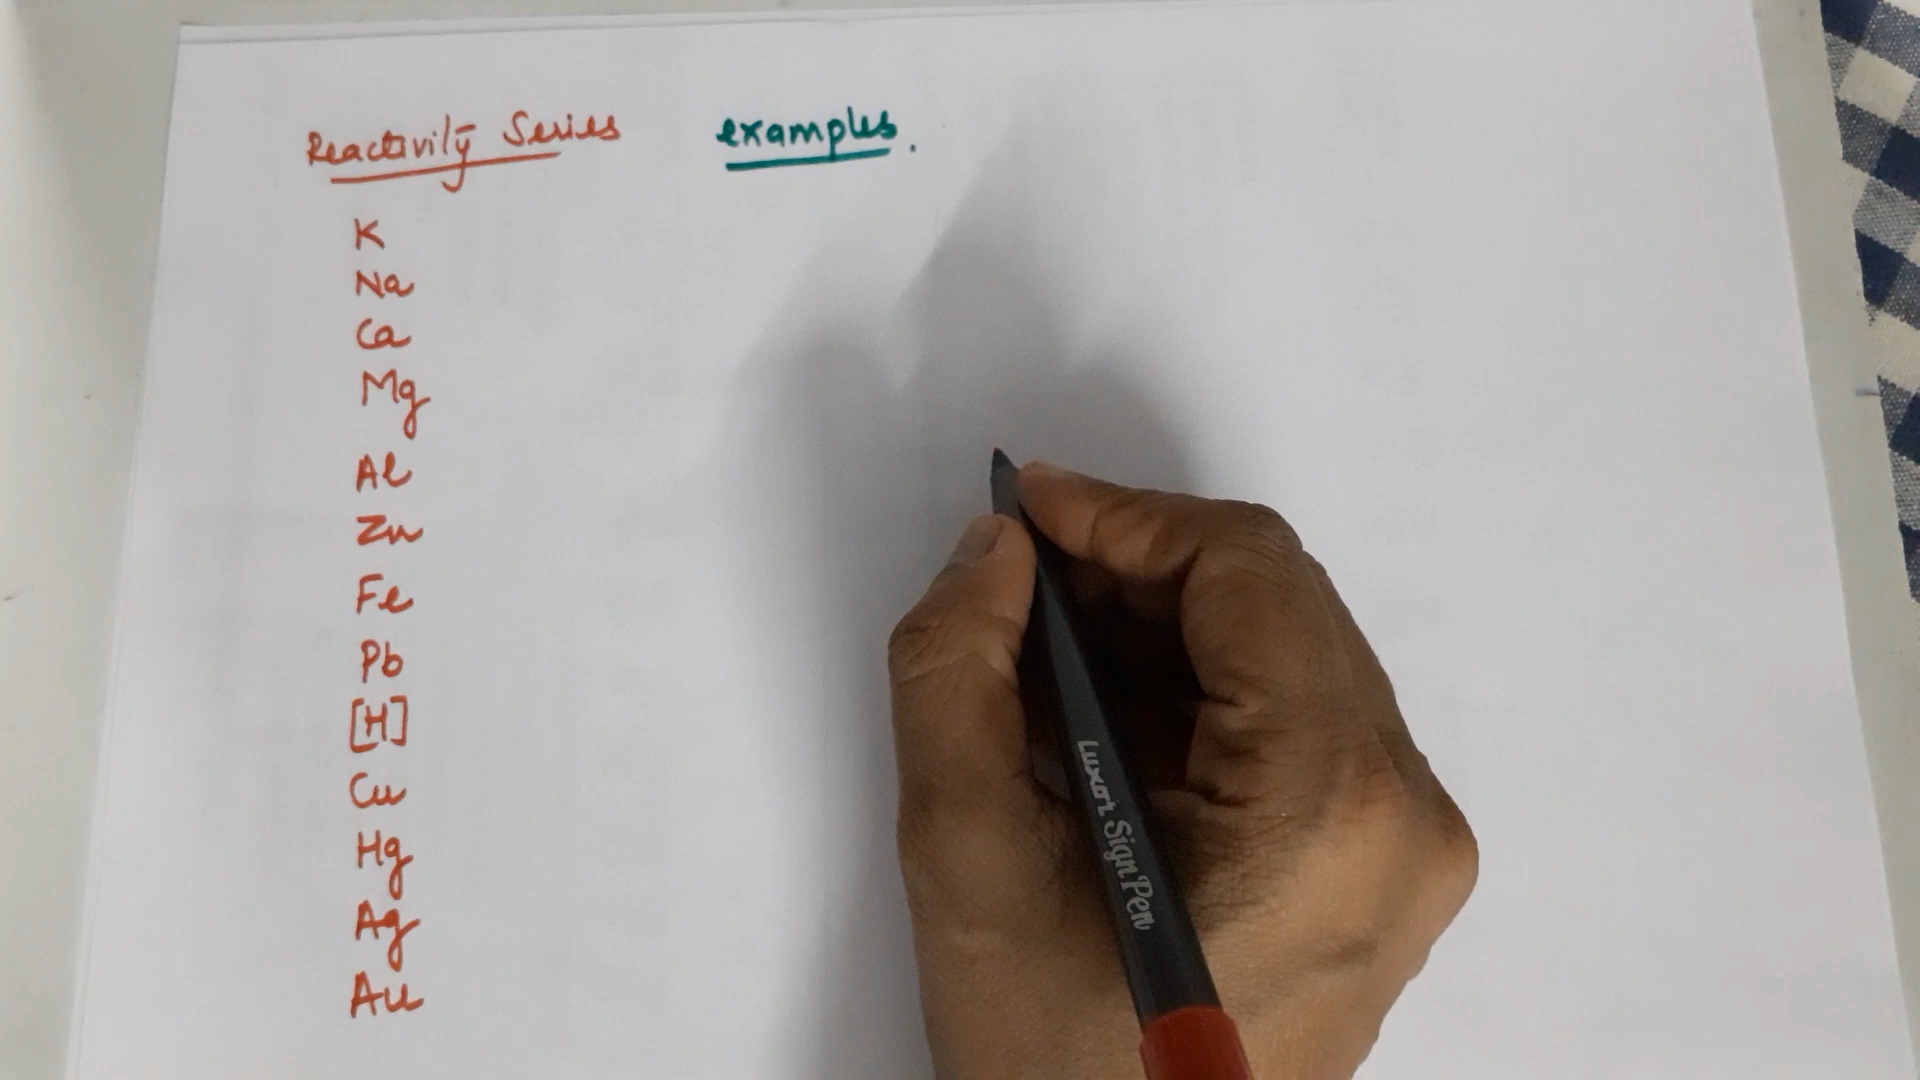 Reactivity Series examples.
K
Na
Ca
Mg
Al
Zn
Fe
Pb
[H]
Cu
Hg
Ag
Au
Luxor Sign Pen